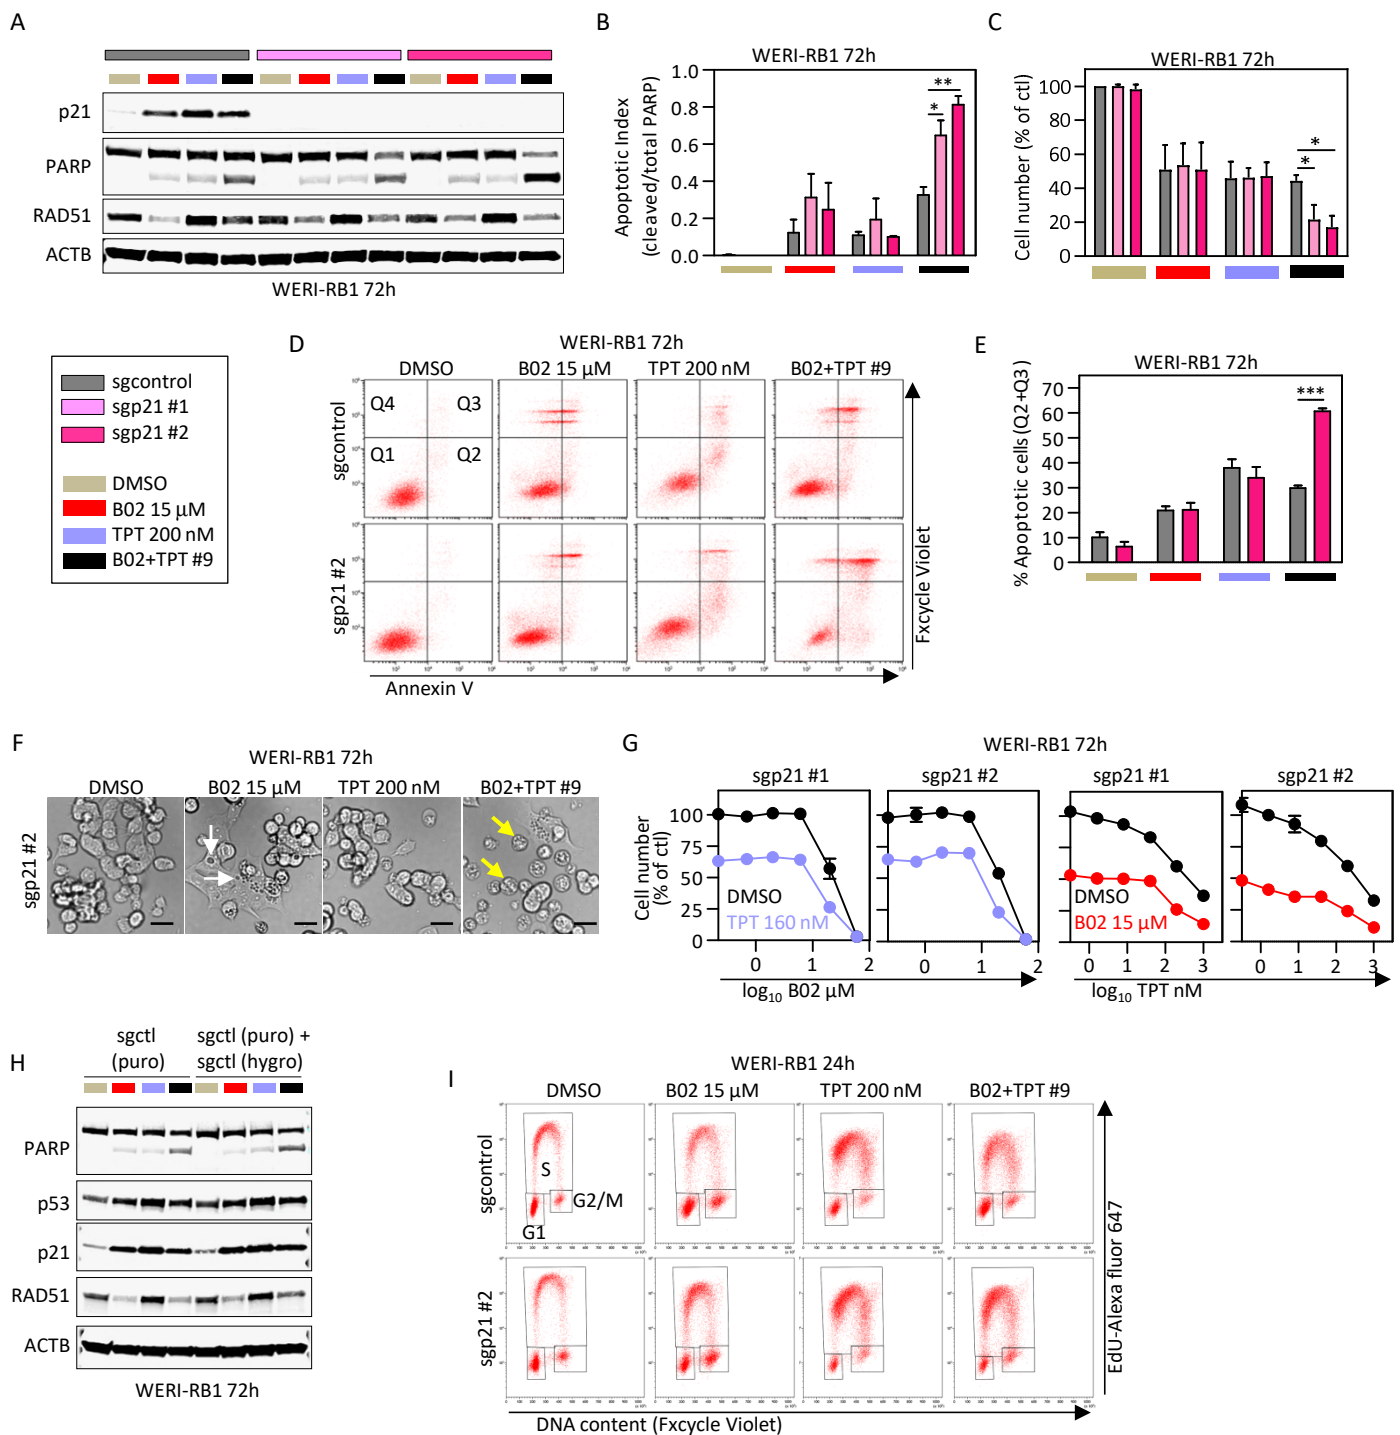 A
p21
PARP
RAD51
ACTB
WERI-RB1 72h
B
WERI-RB1 72h
Apoptotic Index
(cleaved/total PARP)
1.0
0.8
0.6
0.4
0.2
0.0
*
**
C
WERI-RB1 72h
Cell number (% of ctl)
100
80
60
40
20
0
*
*
sgcontrol
sgp21 #1
sgp21 #2
DMSO
B02 15 µM
TPT 200 nM
B02+TPT #9
D
WERI-RB1 72h
DMSO
B02 15 µM
TPT 200 nM
B02+TPT #9
sgcontrol
Q4
Q3
Q1
Q2
sgp21 #2
Fxcycle Violet
Annexin V
E
WERI-RB1 72h
% Apoptotic cells (Q2+Q3)
70
60
50
40
30
20
10
0
***
F
WERI-RB1 72h
DMSO
B02 15 µM
TPT 200 nM
B02+TPT #9
sgp21 #2
G
WERI-RB1 72h
sgp21 #1
sgp21 #2
sgp21 #1
sgp21 #2
Cell number
(% of ctl)
100
75
50
25
0
DMSO
TPT 160 nM
DMSO
B02 15 µM
0 1 2
0 1 2
0 1 2 3
0 1 2 3
log10 B02 µM
log10 TPT nM
H
sgctl
(puro)
sgctl (puro) +
sgctl (hygro)
PARP
p53
p21
RAD51
ACTB
WERI-RB1 72h
I
WERI-RB1 24h
DMSO
B02 15 µM
TPT 200 nM
B02+TPT #9
sgcontrol
S
G2/M
G1
sgp21 #2
EdU-Alexa fluor 647
DNA content (Fxcycle Violet)